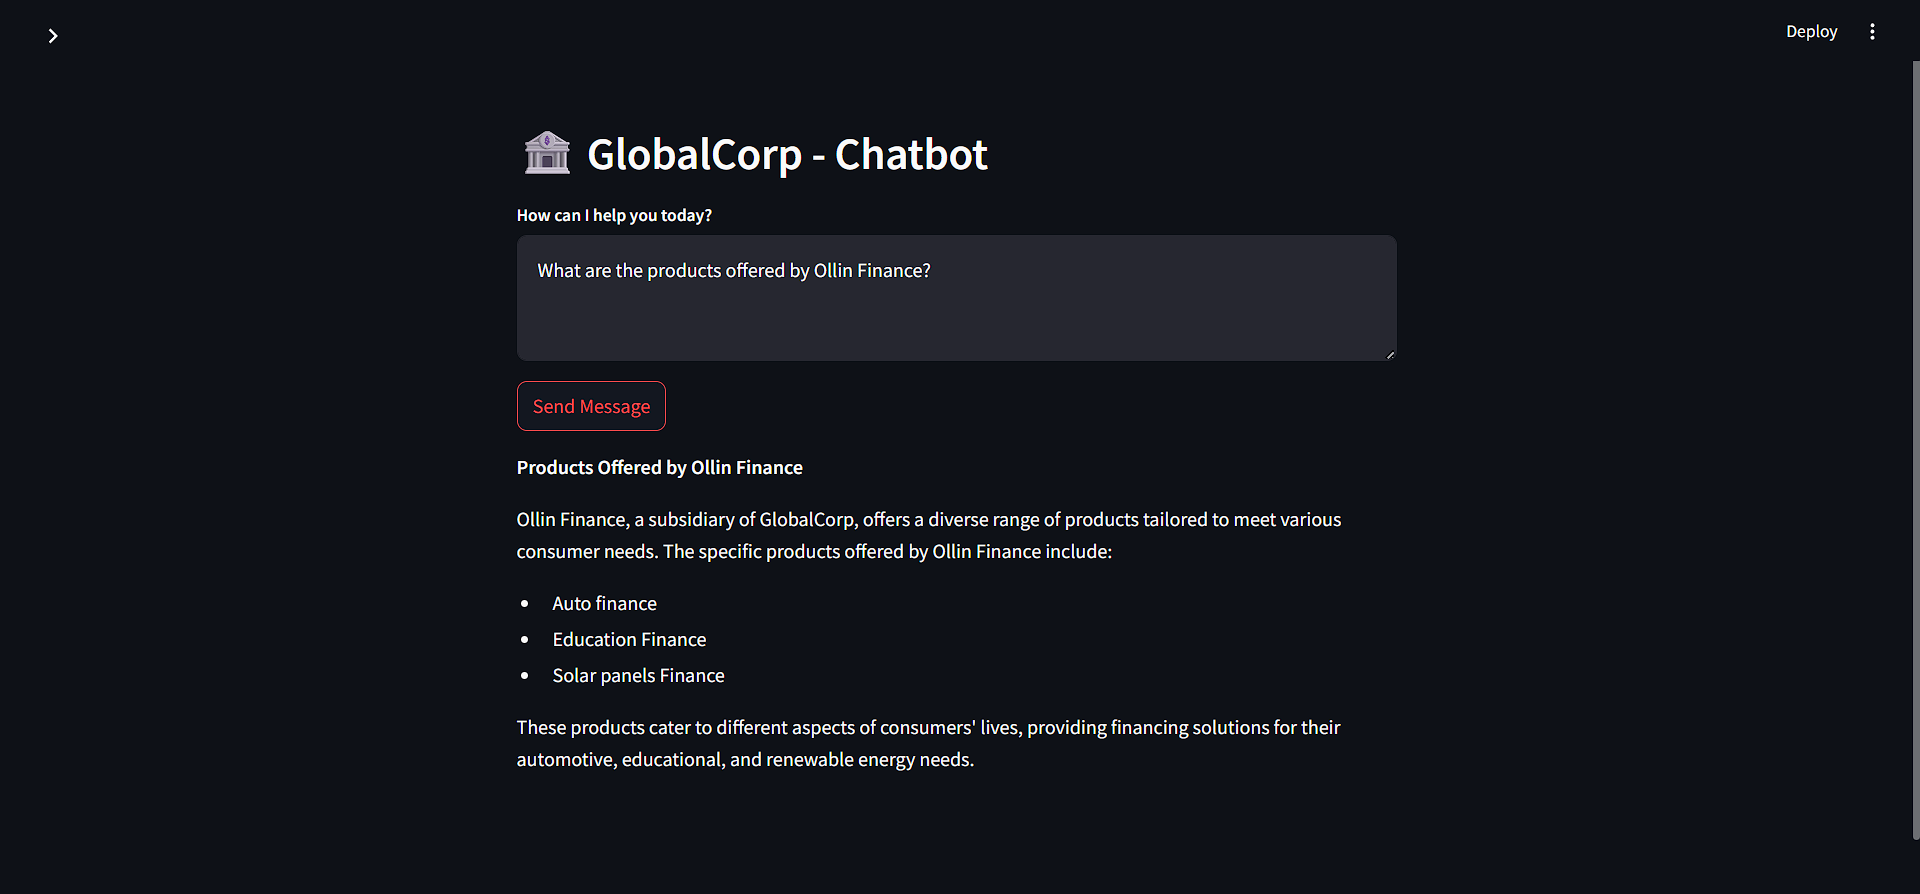 Deploy
GlobalCorp - Chatbot
How can I help you today?
What are the products offered by Ollin Finance?
Send Message
Products Offered by Ollin Finance
Ollin Finance, a subsidiary of GlobalCorp, offers a diverse range of products tailored to meet various
consumer needs. The specific products offered by Ollin Finance include:
• Auto finance
• Education Finance
• Solar panels Finance
These products cater to different aspects of consumers' lives, providing financing solutions for their
automotive, educational, and renewable energy needs.